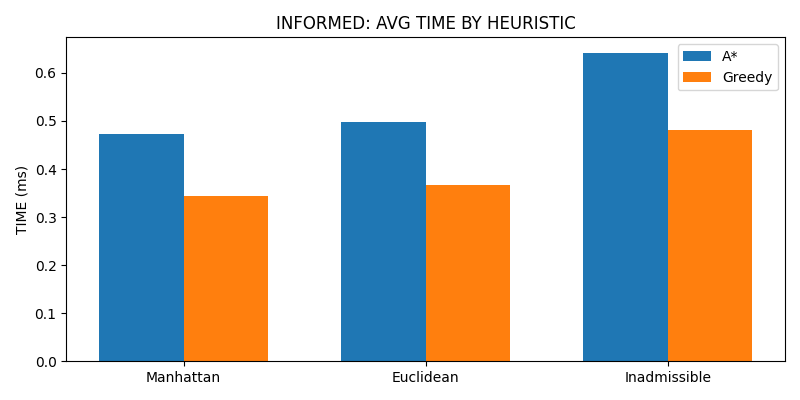 INFORMED: AVG TIME BY HEURISTIC
A*
Greedy
TIME (ms)
0.6
0.5
0.4
0.3
0.2
0.1
0.0
Manhattan
Euclidean
Inadmissible